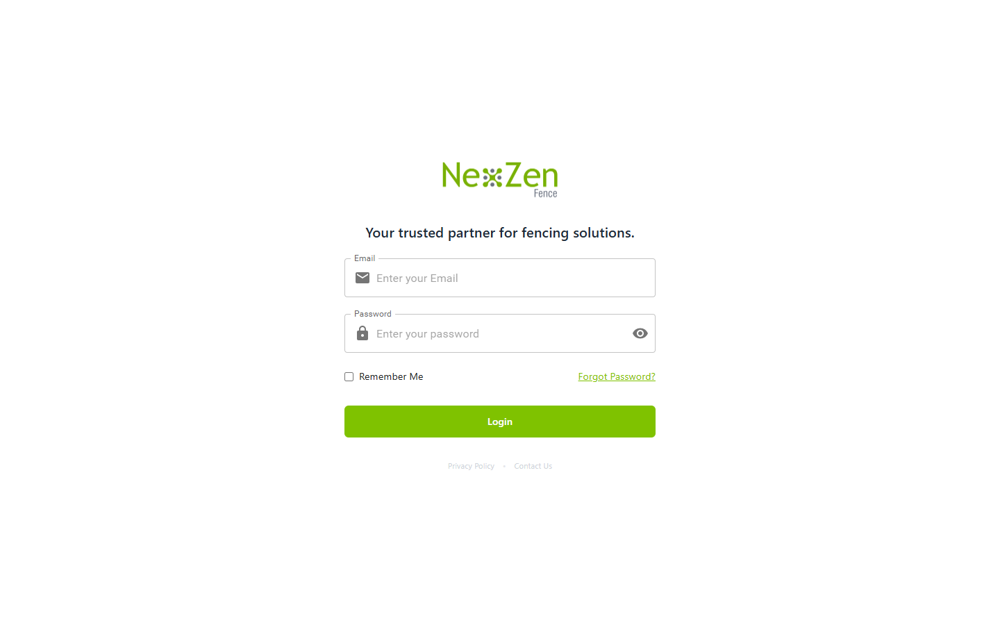 NexZen
Fence
Your trusted partner for fencing solutions.
Email
Enter your Email
Password
Enter your password
Remember Me
Forgot Password?
Login
Privacy Policy • Contact Us